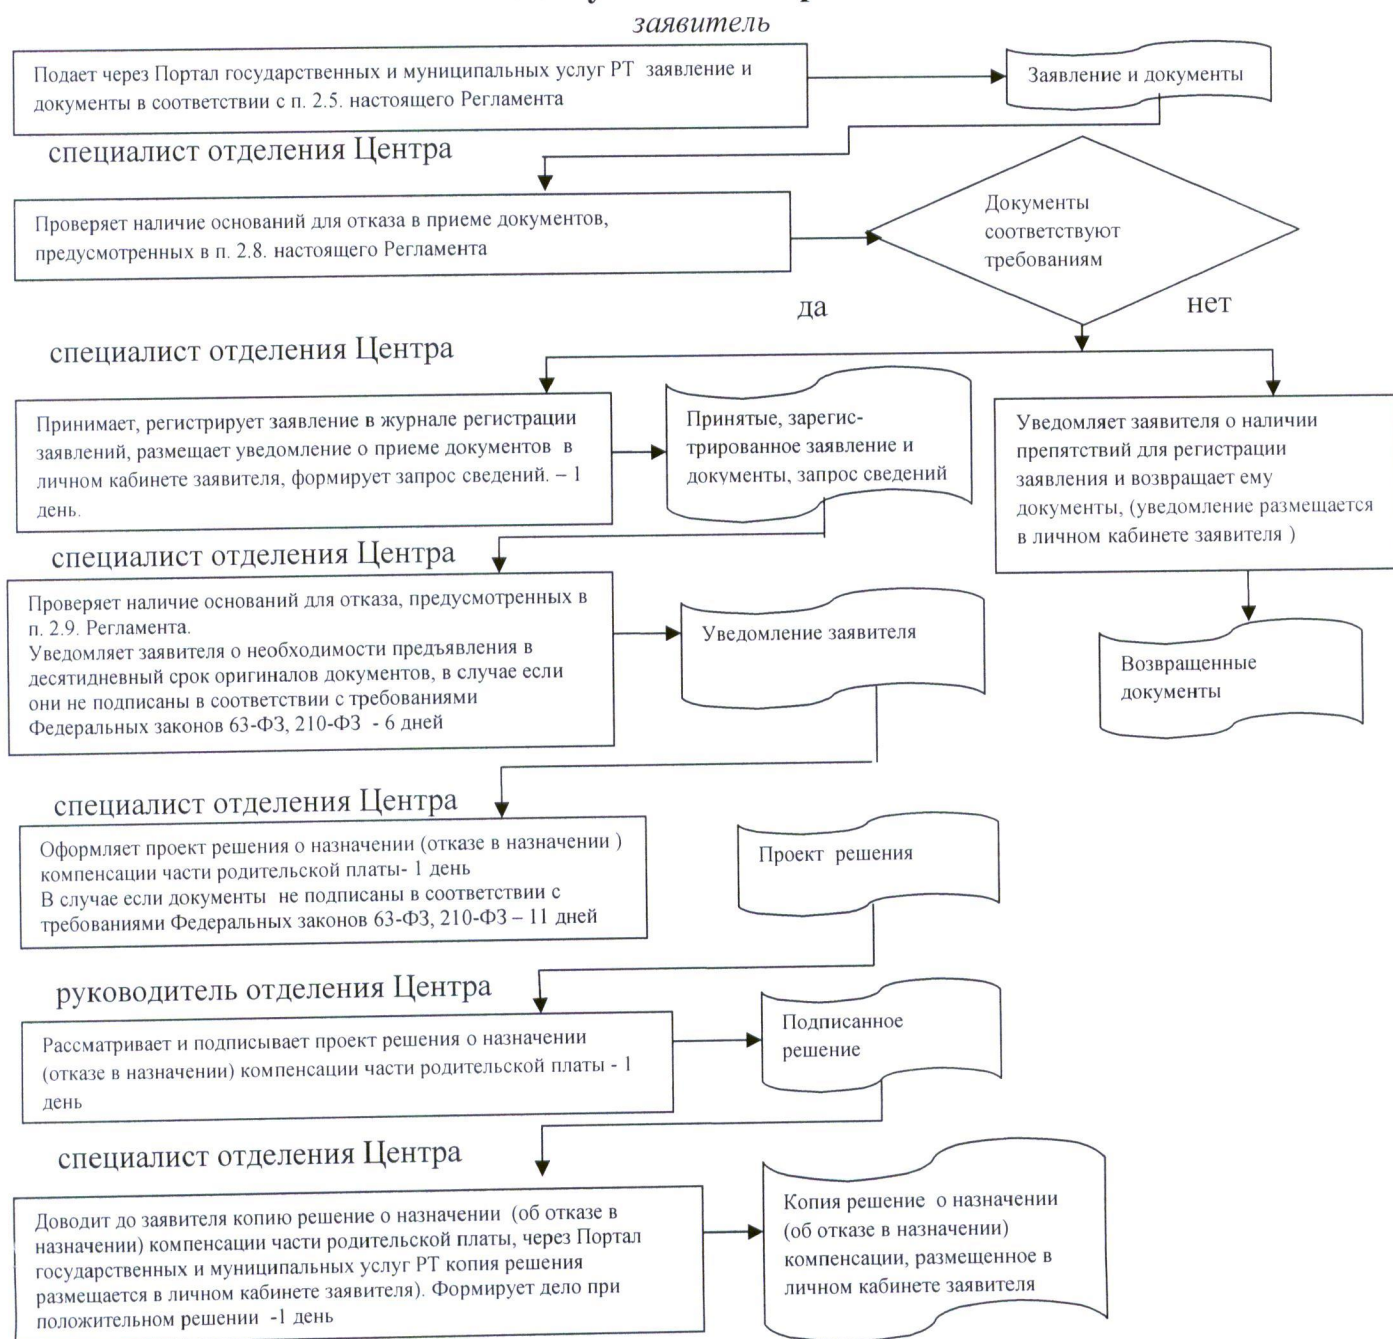 заявитель
Подает через Портал государственных и муниципальных услуг РТ заявление и
документы в соответствии с п. 2.5. настоящего Регламента
Заявление и документы
специалист отделения Центра
Проверяет наличие оснований для отказа в приеме документов,
предусмотренных в п. 2.8. настоящего Регламента
Документы
соответствуют
требованиям
да
нет
специалист отделения Центра
Принимает, регистрирует заявление в журнале регистрации
заявлений, размещает уведомление о приеме документов в
личном кабинете заявителя, формирует запрос сведений. – 1
день.
Принятые, зарегис-
трированное заявление и
документы, запрос сведений
Уведомляет заявителя о наличии
препятствий для регистрации
заявления и возвращает ему
документы, (уведомление размещается
в личном кабинете заявителя )
специалист отделения Центра
Проверяет наличие оснований для отказа, предусмотренных в
п. 2.9. Регламента.
Уведомляет заявителя о необходимости предъявления в
десятидневный срок оригиналов документов, в случае если
они не подписаны в соответствии с требованиями
Федеральных законов 63-ФЗ, 210-ФЗ - 6 дней
Уведомление заявителя
Возвращенные
документы
специалист отделения Центра
Оформляет проект решения о назначении (отказе в назначении )
компенсации части родительской платы- 1 день
В случае если документы не подписаны в соответствии с
требованиями Федеральных законов 63-ФЗ, 210-ФЗ – 11 дней
Проект решения
руководитель отделения Центра
Рассматривает и подписывает проект решения о назначении
(отказе в назначении) компенсации части родительской платы - 1
день
Подписанное
решение
специалист отделения Центра
Доводит до заявителя копию решение о назначении (об отказе в
назначении) компенсации части родительской платы, через Портал
государственных и муниципальных услуг РТ копия решения
размещается в личном кабинете заявителя). Формирует дело при
положительном решении -1 день
Копия решение о назначении
(об отказе в назначении)
компенсации, размещенное в
личном кабинете заявителя